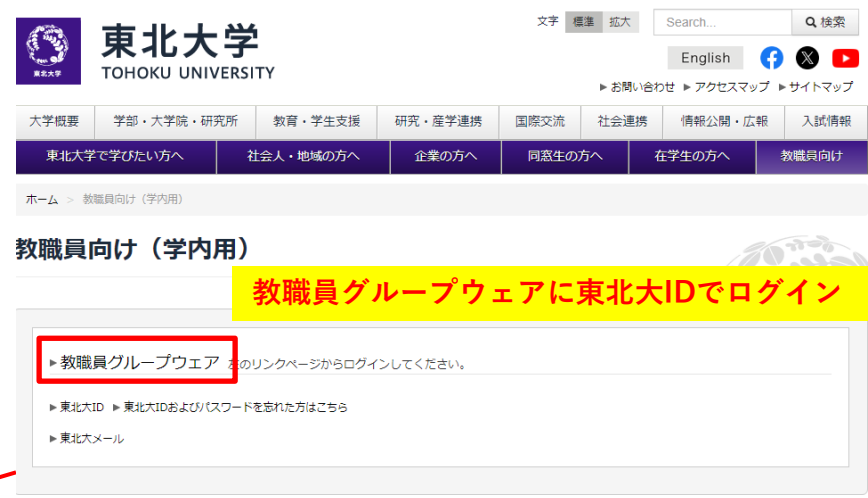 文字 標準 拡大 Search... 検索
東北大学
東北大学
TOHOKU UNIVERSITY
English
お問い合わせ アクセスマップ サイトマップ
大学概要 学部・大学院・研究所 教育・学生支援 研究・産学連携 国際交流 社会連携 情報公開・広報 入試情報
東北大学で学びたい方へ 社会人・地域の方へ 企業の方へ 同窓生の方へ 在学生の方へ 教職員向け
ホーム > 教職員向け（学内用）
教職員向け（学内用）
教職員グループウェアに東北大IDでログイン
教職員グループウェア 左のリンクページからログインしてください。
東北大ID 東北大IDおよびパスワードを忘れた方はこちら
東北大メール